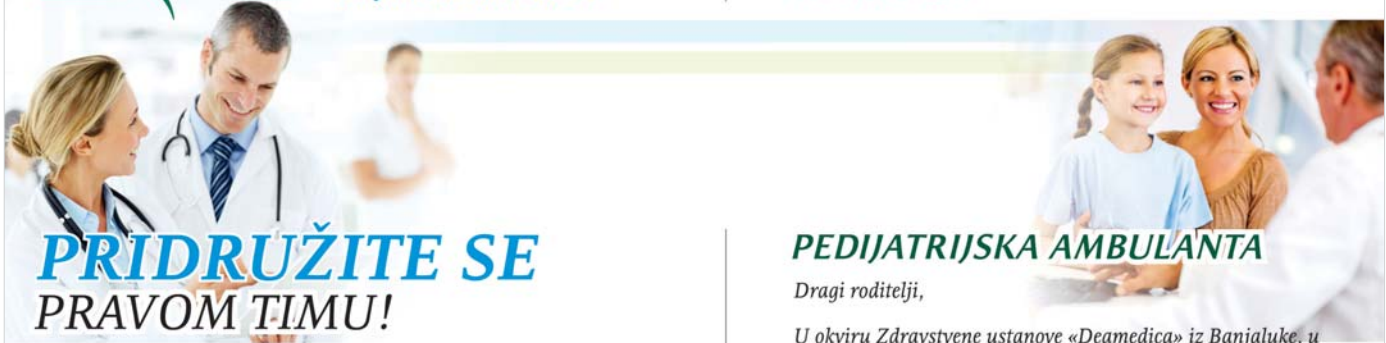 PRIDRUŽITE SE
PRAVOM TIMU!
PEDIJATRIJSKA AMBULANTA
Dragi roditelji,
U okviru Zdravstvene ustanove «Deamedica» iz Banjaluke, u